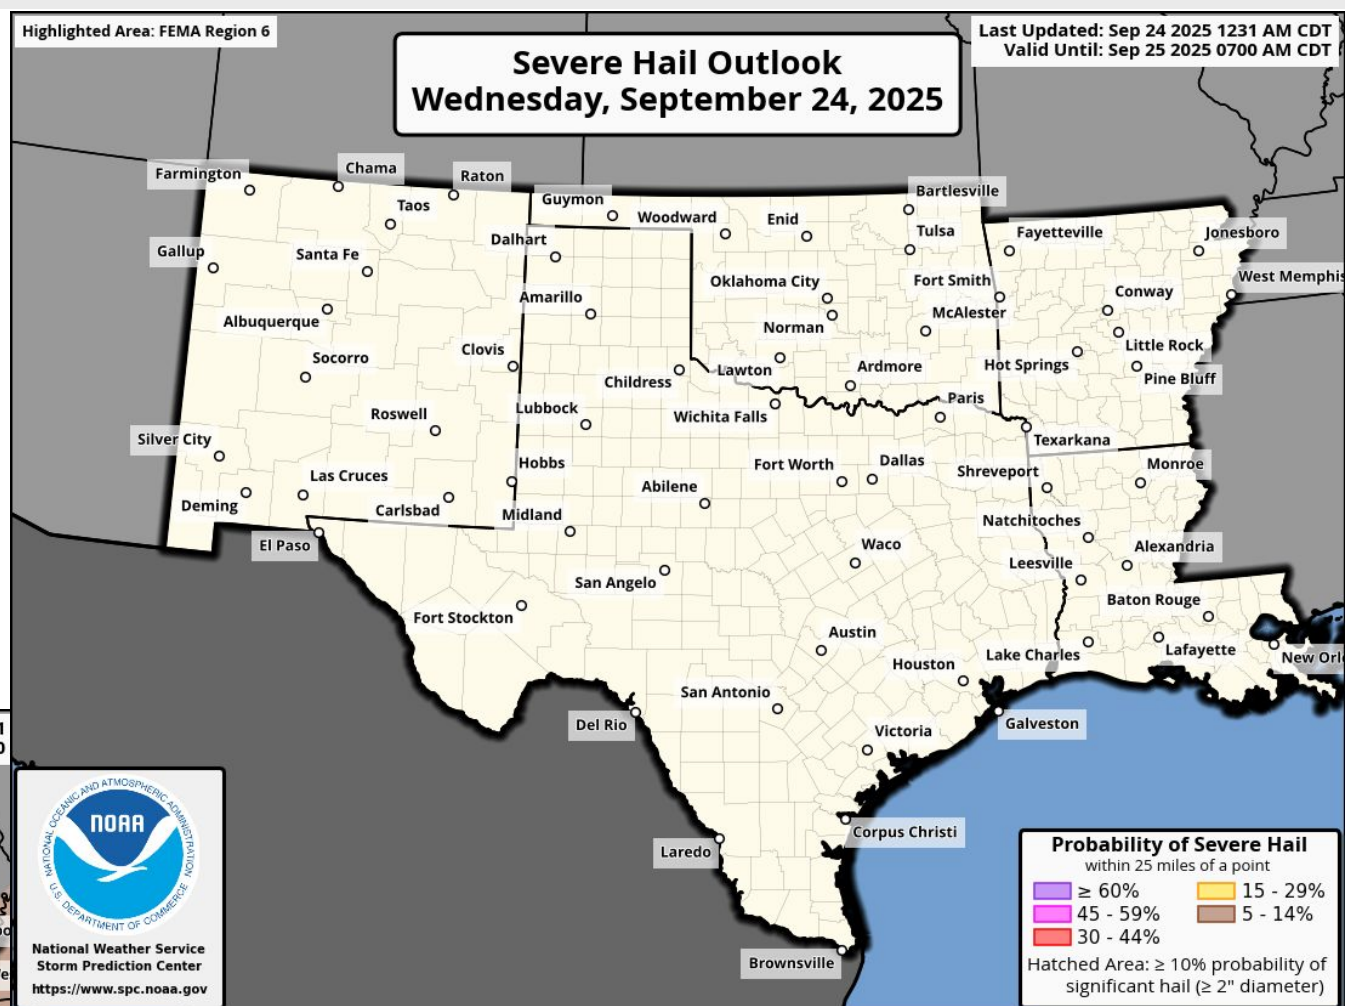 Highlighted Area: FEMA Region 6
Last Updated: Sep 24 2025 1231 AM CDT
Valid Until: Sep 25 2025 0700 AM CDT
Severe Hail Outlook
Wednesday, September 24, 2025
Farmington
Chama
Raton
Taos
Guymon
Woodward
Enid
Bartlesville
Tulsa
Fayetteville
Jonesboro
Gallup
Santa Fe
Dalhart
Oklahoma City
Fort Smith
West Memphis
Albuquerque
Amarillo
Norman
McAlester
Conway
Socorro
Clovis
Childress
Lawton
Ardmore
Hot Springs
Little Rock
Pine Bluff
Roswell
Lubbock
Wichita Falls
Paris
Silver City
Texarkana
Las Cruces
Hobbs
Abilene
Fort Worth
Dallas
Shreveport
Monroe
Deming
Carlsbad
Midland
Natchitoches
El Paso
Waco
Alexandria
San Angelo
Leesville
Fort Stockton
Baton Rouge
Austin
Houston
Lake Charles
Lafayette
New Orl
San Antonio
Del Rio
Victoria
Galveston
Laredo
Corpus Christi
Brownsville
NATIONAL OCEANIC AND ATMOSPHERIC ADMINISTRATION
NOAA
U.S. DEPARTMENT OF COMMERCE
National Weather Service
Storm Prediction Center
https://www.spc.noaa.gov
Probability of Severe Hail
within 25 miles of a point
≥ 60%
15 - 29%
45 - 59%
5 - 14%
30 - 44%
Hatched Area: ≥ 10% probability of
significant hail (≥ 2" diameter)